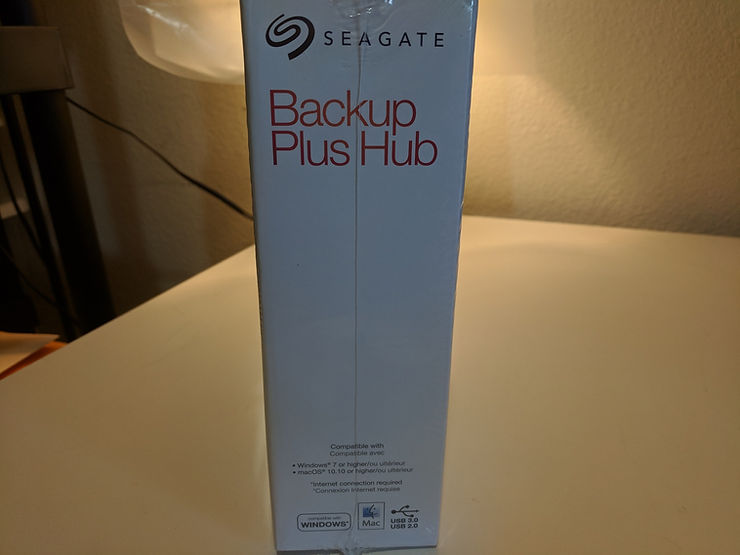 SEAGATE
Backup
Plus Hub
Compatible with
Compatible avec
• Windows® 7 or higher/ou ultérieur
• macOS® 10.10 or higher/ou ultérieur
*Internet connection required
*Connexion Internet requise
compatible with
WINDOWS®
Mac
USB 3.0
USB 2.0